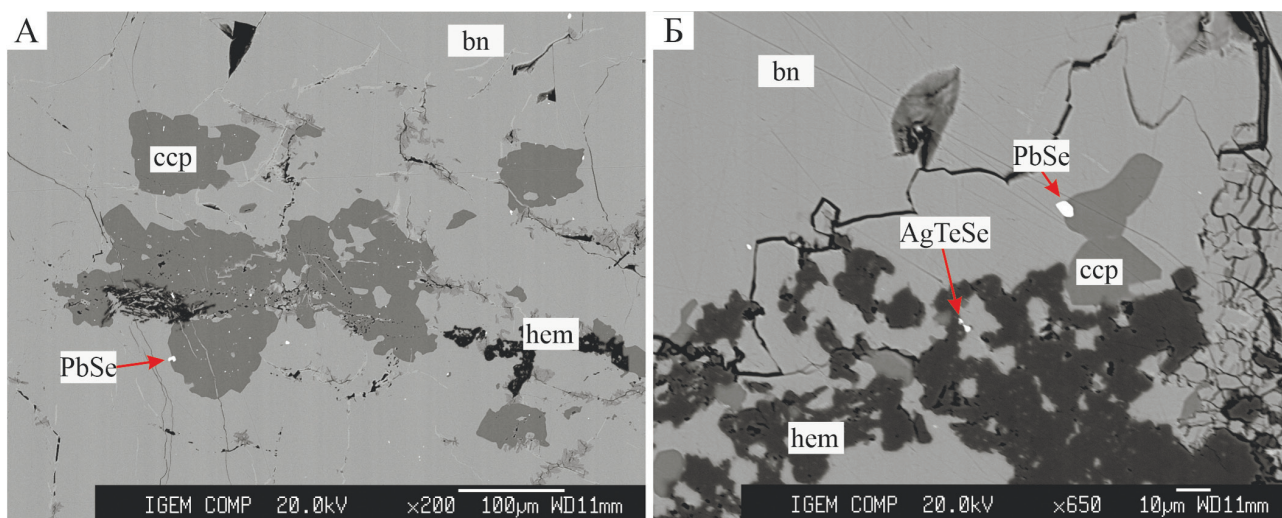 А
bn
ccp
hem
PbSe
IGEM COMP 20.0kV ×200 100μm WD11mm
Б
bn
PbSe
AgTeSe
ccp
hem
IGEM COMP 20.0kV ×650 10μm WD11mm